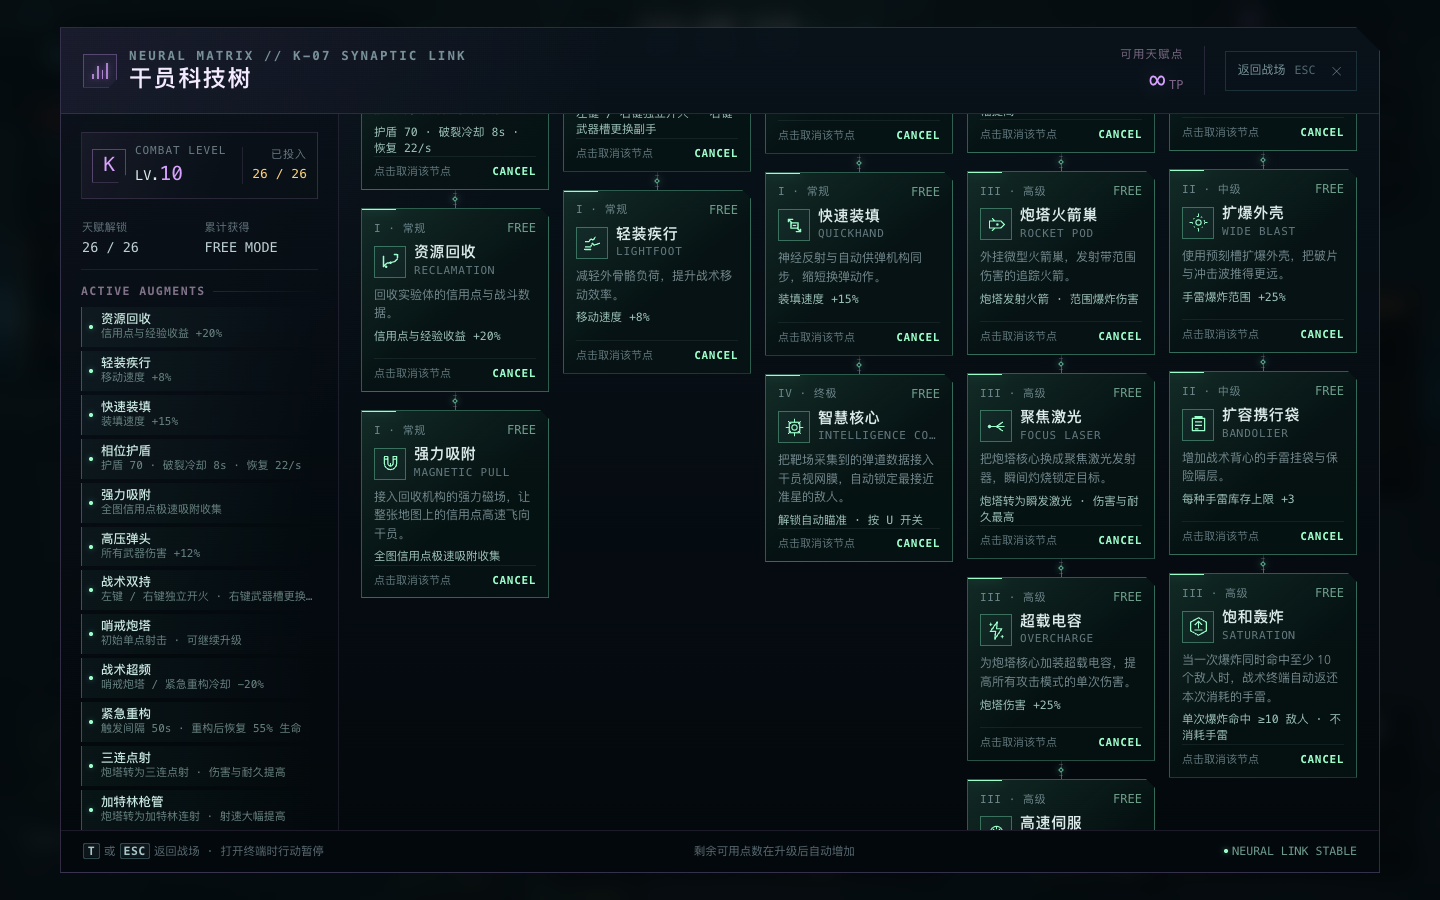 NEURAL MATRIX // K-07 SYNAPTIC LINK
干员科技树
可用天赋点
∞ TP
返回战场 ESC ×
K
COMBAT LEVEL
LV.10
已投入
26 / 26
天赋解锁
26 / 26
累计获得
FREE MODE
ACTIVE AUGMENTS
资源回收
信用点与经验收益 +20%
轻装疾行
移动速度 +8%
快速装填
装填速度 +15%
相位护盾
护盾 70 · 破裂冷却 8s · 恢复 22/s
强力吸附
全图信用点极速吸附收集
高压弹头
所有武器伤害 +12%
战术双持
左键 / 右键独立开火 · 右键武器槽更换…
哨戒炮塔
初始单点射击 · 可继续升级
战术超频
哨戒炮塔 / 紧急重构冷却 −20%
紧急重构
触发间隔 50s · 重构后恢复 55% 生命
三连点射
炮塔转为三连点射 · 伤害与耐久提高
加特林枪管
炮塔转为加特林连射 · 射速大幅提高
护盾 70 · 破裂冷却 8s ·
恢复 22/s
点击取消该节点 CANCEL
I · 常规 FREE
资源回收
RECLAMATION
回收实验体的信用点与战斗数
据。
信用点与经验收益 +20%
点击取消该节点 CANCEL
I · 常规 FREE
强力吸附
MAGNETIC PULL
接入回收机构的强力磁场，让
整张地图上的信用点高速飞向
干员。
全图信用点极速吸附收集
点击取消该节点 CANCEL
左键 / 右键独立开火 · 右键
武器槽更换副手
点击取消该节点 CANCEL
I · 常规 FREE
轻装疾行
LIGHTFOOT
减轻外骨骼负荷，提升战术移
动效率。
移动速度 +8%
点击取消该节点 CANCEL
点击取消该节点 CANCEL
I · 常规 FREE
快速装填
QUICKHAND
神经反射与自动供弹机构同
步，缩短换弹动作。
装填速度 +15%
点击取消该节点 CANCEL
IV · 终极 FREE
智慧核心
INTELLIGENCE CO…
把靶场采集到的弹道数据接入
干员视网膜，自动锁定最接近
准星的敌人。
解锁自动瞄准 · 按 U 开关
点击取消该节点 CANCEL
点击取消该节点 CANCEL
III · 高级 FREE
炮塔火箭巢
ROCKET POD
外挂微型火箭巢，发射带范围
伤害的追踪火箭。
炮塔发射火箭 · 范围爆炸伤害
点击取消该节点 CANCEL
III · 高级 FREE
聚焦激光
FOCUS LASER
把炮塔核心换成聚焦激光发射
器，瞬间灼烧锁定目标。
炮塔转为瞬发激光 · 伤害与耐
久最高
点击取消该节点 CANCEL
III · 高级 FREE
超载电容
OVERCHARGE
为炮塔核心加装超载电容，提
高所有攻击模式的单次伤害。
炮塔伤害 +25%
点击取消该节点 CANCEL
III · 高级 FREE
高速伺服
点击取消该节点 CANCEL
II · 中级 FREE
扩爆外壳
WIDE BLAST
使用预刻槽扩爆外壳，把破片
与冲击波推得更远。
手雷爆炸范围 +25%
点击取消该节点 CANCEL
II · 中级 FREE
扩容携行袋
BANDOLIER
增加战术背心的手雷挂袋与保
险隔层。
每种手雷库存上限 +3
点击取消该节点 CANCEL
III · 高级 FREE
饱和轰炸
SATURATION
当一次爆炸同时命中至少 10
个敌人时，战术终端自动返还
本次消耗的手雷。
单次爆炸命中 ≥10 敌人 · 不
消耗手雷
点击取消该节点 CANCEL
T 或 ESC 返回战场 · 打开终端时行动暂停
剩余可用点数在升级后自动增加
NEURAL LINK STABLE